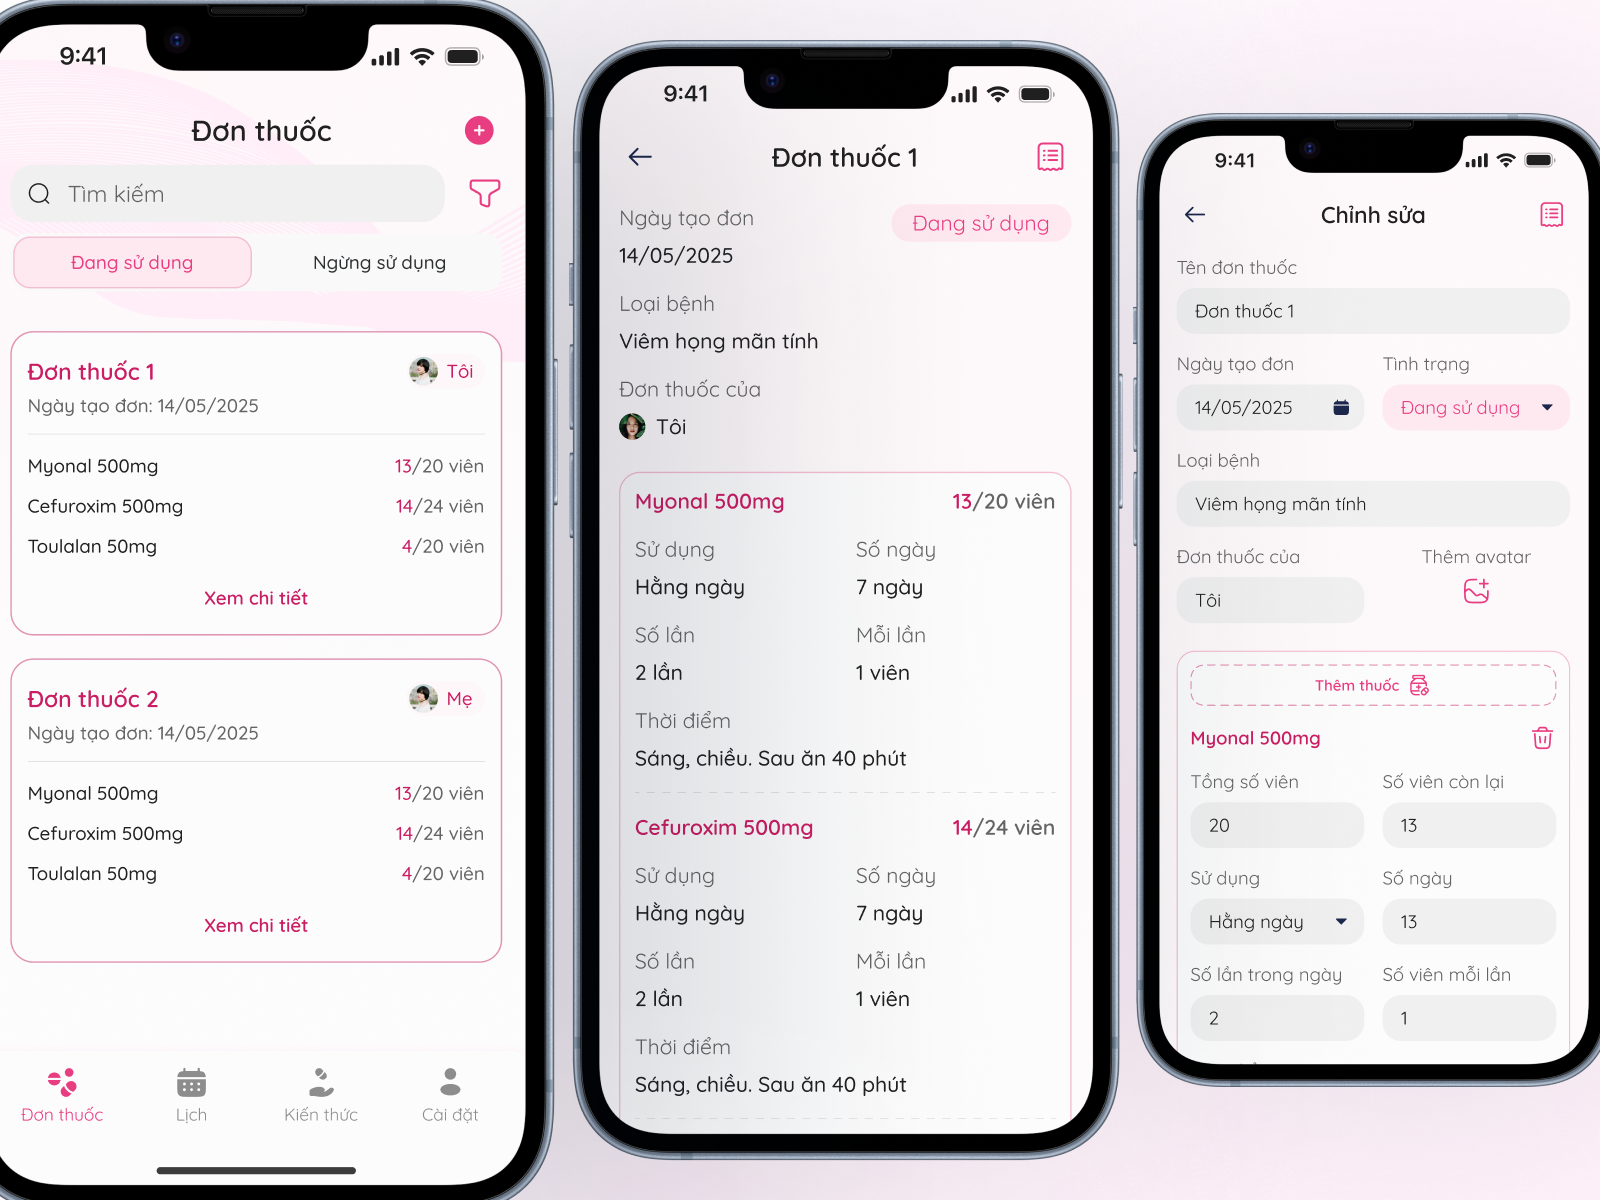 9:41
Đơn thuốc
Tìm kiếm
Đang sử dụng
Ngừng sử dụng
Đơn thuốc 1
Tôi
Ngày tạo đơn: 14/05/2025
Myonal 500mg
13/20 viên
Cefuroxim 500mg
14/24 viên
Toulalan 50mg
4/20 viên
Xem chi tiết
Đơn thuốc 2
Mẹ
Ngày tạo đơn: 14/05/2025
Myonal 500mg
13/20 viên
Cefuroxim 500mg
14/24 viên
Toulalan 50mg
4/20 viên
Xem chi tiết
Đơn thuốc
Lịch
Kiến thức
Cài đặt
9:41
Đơn thuốc 1
Ngày tạo đơn
Đang sử dụng
14/05/2025
Loại bệnh
Viêm họng mãn tính
Đơn thuốc của
Tôi
Myonal 500mg
13/20 viên
Sử dụng
Số ngày
Hằng ngày
7 ngày
Số lần
Mỗi lần
2 lần
1 viên
Thời điểm
Sáng, chiều. Sau ăn 40 phút
Cefuroxim 500mg
14/24 viên
Sử dụng
Số ngày
Hằng ngày
7 ngày
Số lần
Mỗi lần
2 lần
1 viên
Thời điểm
Sáng, chiều. Sau ăn 40 phút
9:41
Chỉnh sửa
Tên đơn thuốc
Đơn thuốc 1
Ngày tạo đơn
Tình trạng
14/05/2025
Đang sử dụng
Loại bệnh
Viêm họng mãn tính
Đơn thuốc của
Thêm avatar
Tôi
Thêm thuốc
Myonal 500mg
Tổng số viên
Số viên còn lại
20
13
Sử dụng
Số ngày
Hằng ngày
13
Số lần trong ngày
Số viên mỗi lần
2
1